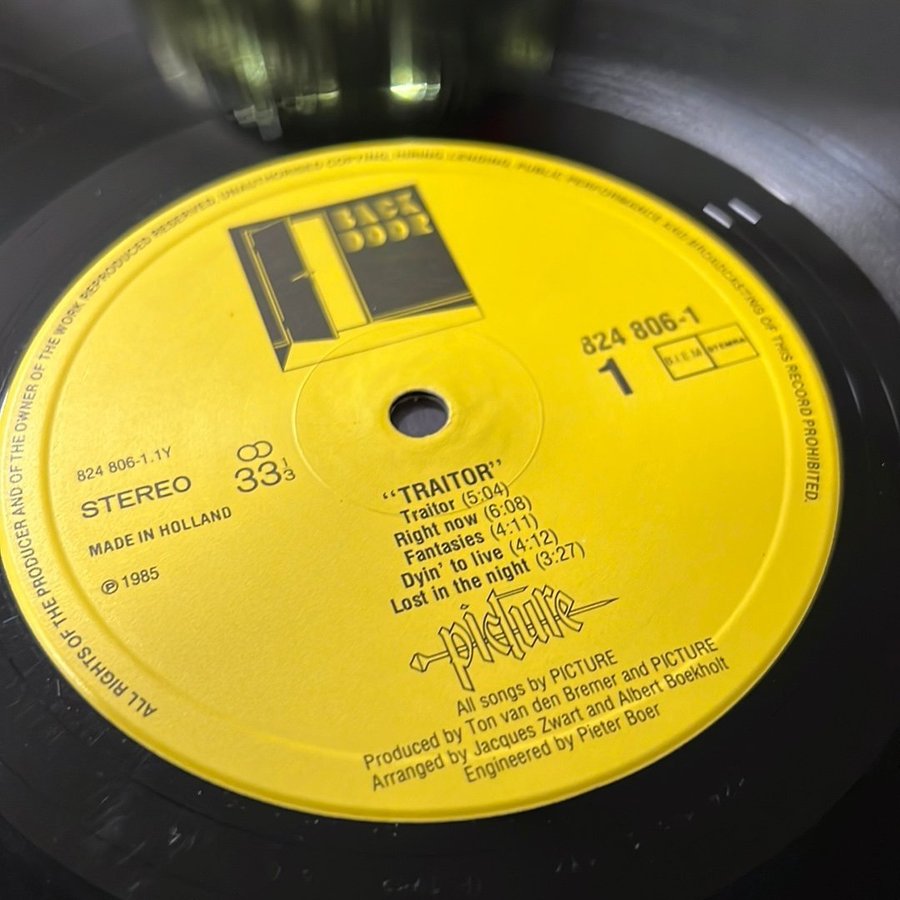 ALL RIGHTS OF THE PRODUCER AND OF THE OWNER OF THE WORK REPRODUCED RESERVED. UNAUTHORISED COPYING, HIRING, LENDING, PUBLIC PERFORMANCE AND BROADCASTING OF THIS RECORD PROHIBITED.
BACK
DOOR
824 806-1
1
B.I.E.M.
STEMRA
824 806-1.1Y
STEREO
33 1/3
MADE IN HOLLAND
℗ 1985
"TRAITOR"
Traitor (5:04)
Right now (6:08)
Fantasies (4:11)
Dyin' to live (4:12)
Lost in the night (3:27)
picture
All songs by PICTURE
Produced by Ton van den Bremer and PICTURE
Arranged by Jacques Zwart and Albert Boekholt
Engineered by Pieter Boer